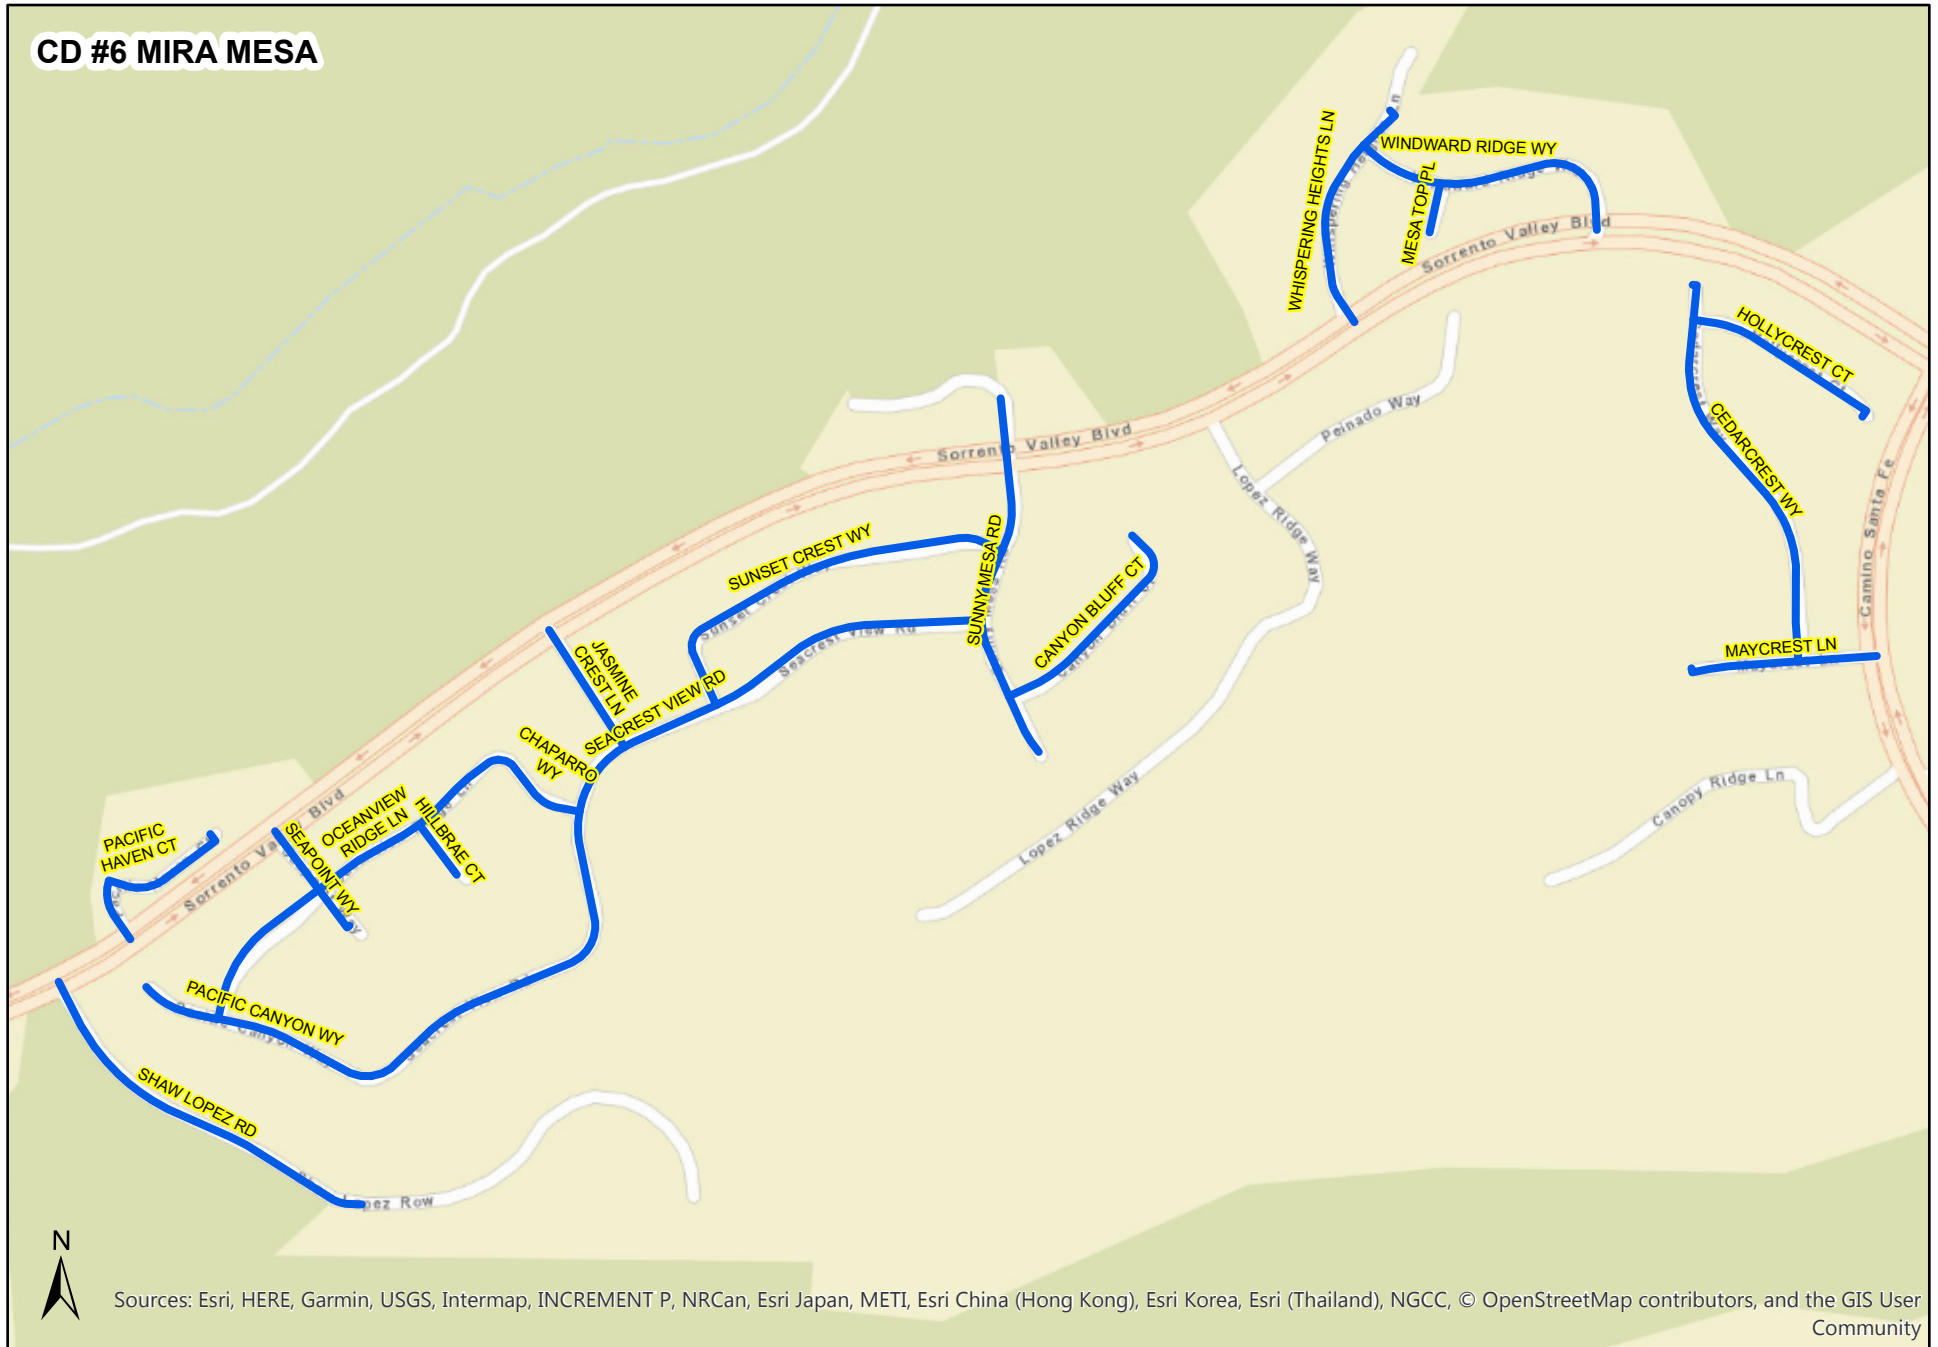 CD #6 MIRA MESA
WHISPERING HEIGHTS LN
WINDWARD RIDGE WY
MESA TOP PL
Sorrento Valley Blvd
HOLLYCREST CT
CEDARCREST WY
Camino Santa Fe
MAYCREST LN
Peinado Way
Lopez Ridge Way
Sorrento Valley Blvd
SUNSET CREST WY
SUNNY MESA RD
CANYON BLUFF CT
Seacrest View Rd
JASMINE
CREST LN
SEACREST VIEW RD
CHAPARRO
WY
OCEANVIEW
RIDGE LN
HILLBRAE CT
SEAPOINT WY
PACIFIC
HAVEN CT
Sorrento Blvd
Lopez Ridge Way
Canopy Ridge Ln
PACIFIC CANYON WY
SHAW LOPEZ RD
Lopez Row
N
Sources: Esri, HERE, Garmin, USGS, Intermap, INCREMENT P, NRCan, Esri Japan, METI, Esri China (Hong Kong), Esri Korea, Esri (Thailand), NGCC, © OpenStreetMap contributors, and the GIS User
Community